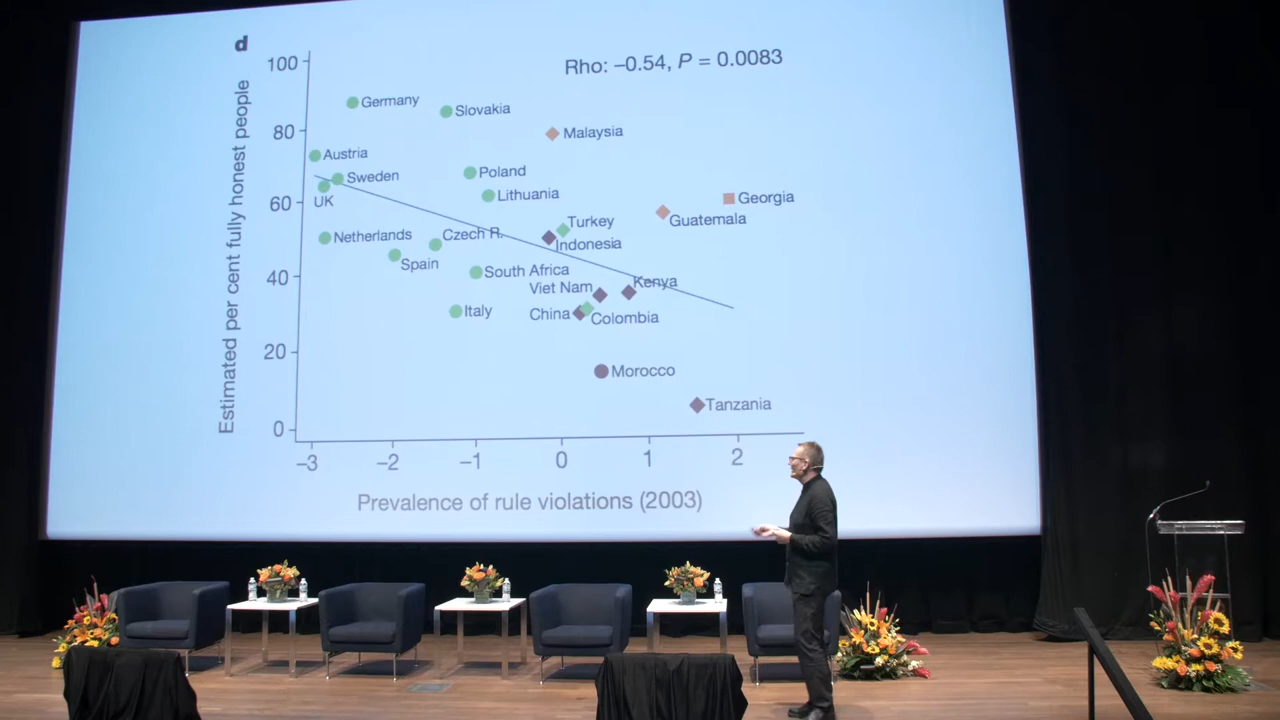 d
Rho: –0.54, P = 0.0083
Estimated per cent fully honest people
100
80
60
40
20
0
Germany
Slovakia
Malaysia
Austria
Sweden
UK
Poland
Lithuania
Georgia
Guatemala
Turkey
Indonesia
Netherlands
Czech R.
Spain
South Africa
Viet Nam
Kenya
Italy
China
Colombia
Morocco
Tanzania
–3
–2
–1
0
1
2
Prevalence of rule violations (2003)